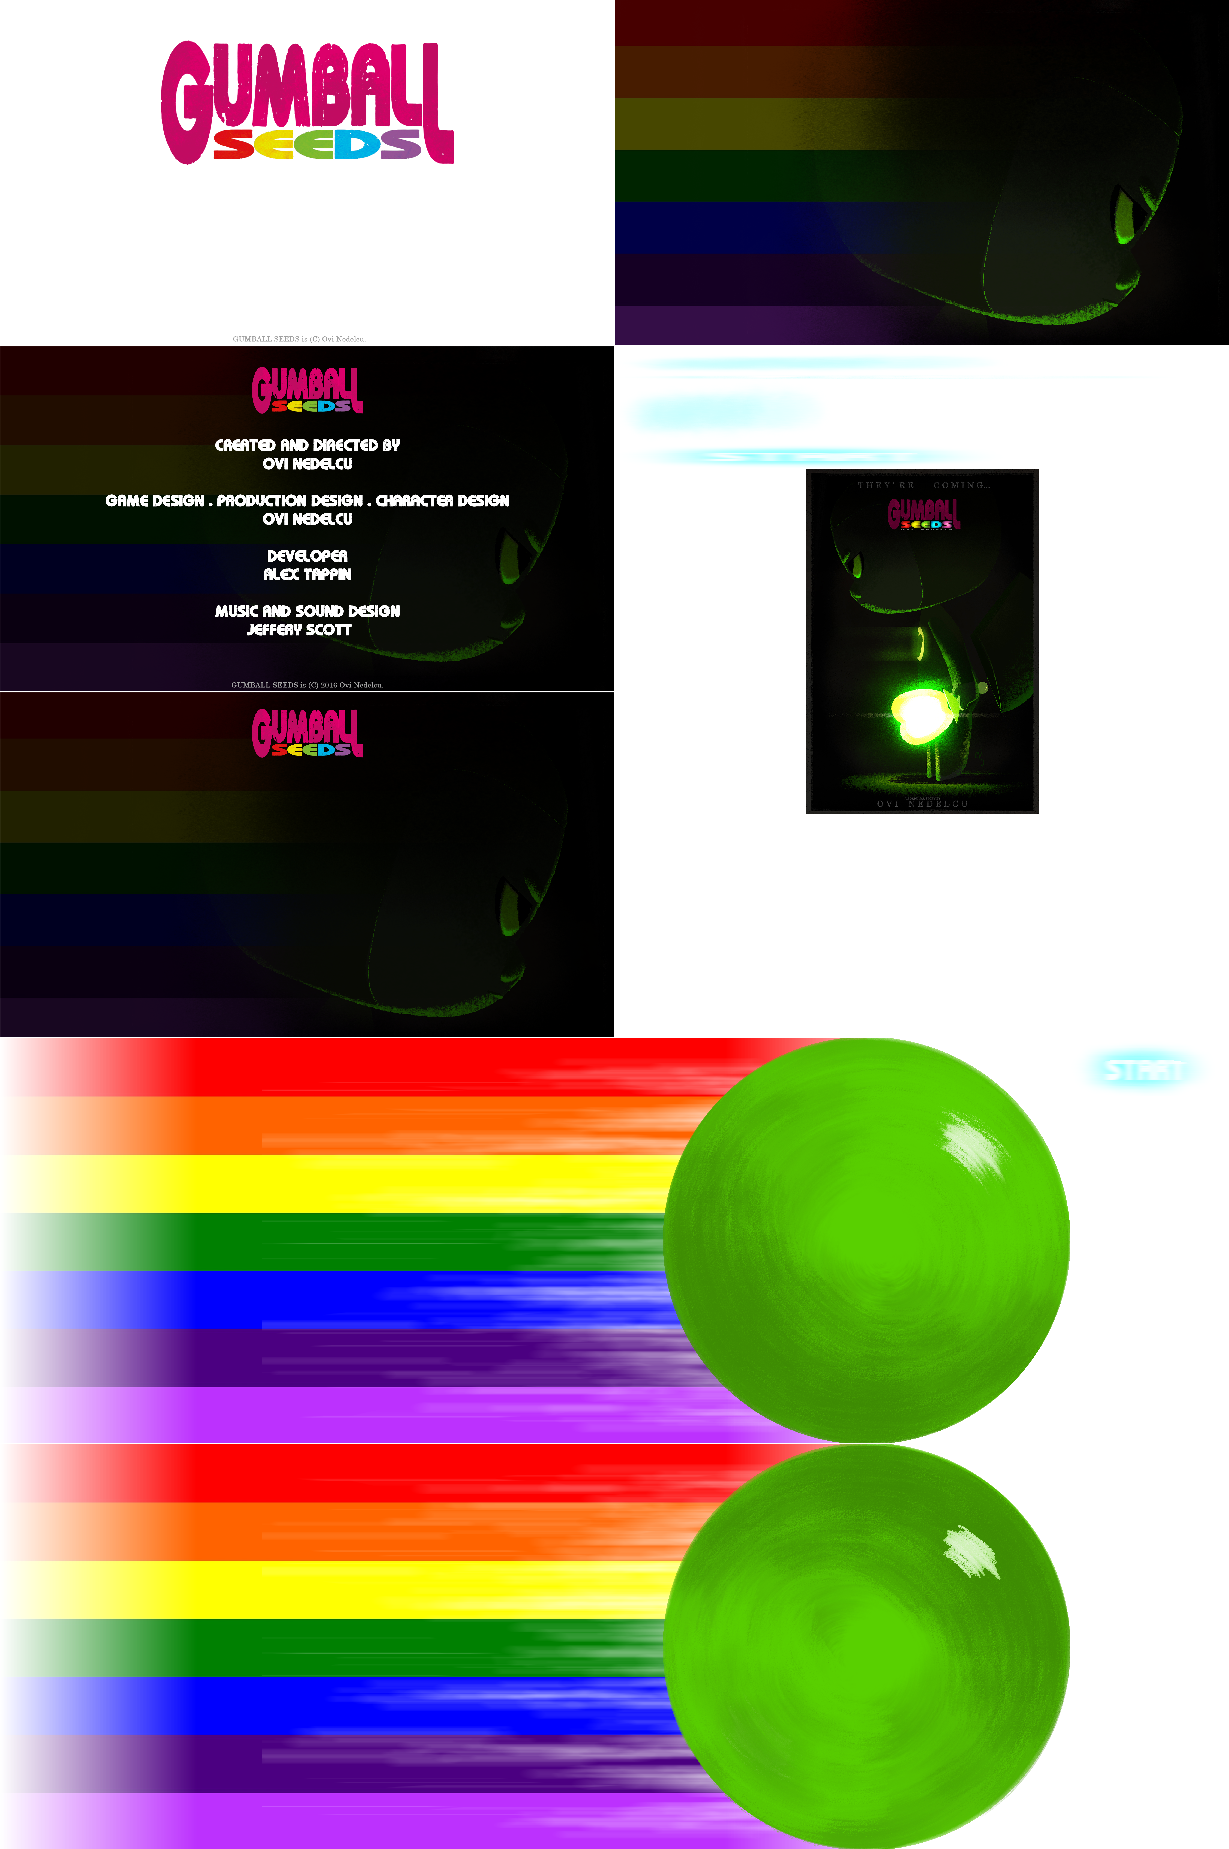 GUMBALL
SEEDS
GUMBALL SEEDS is (C) Ovi Nedelcu.
GUMBALL
SEEDS
CREATED AND DIRECTED BY
OVI NEDELCU
GAME DESIGN . PRODUCTION DESIGN . CHARACTER DESIGN
OVI NEDELCU
DEVELOPER
ALEX TAPPIN
MUSIC AND SOUND DESIGN
JEFFERY SCOTT
GUMBALL SEEDS is (C) 2016 Ovi Nedelcu.
THEY'RE COMING...
GUMBALL
SEEDS
OVI NEDELCU
GUMBALL
SEEDS
START